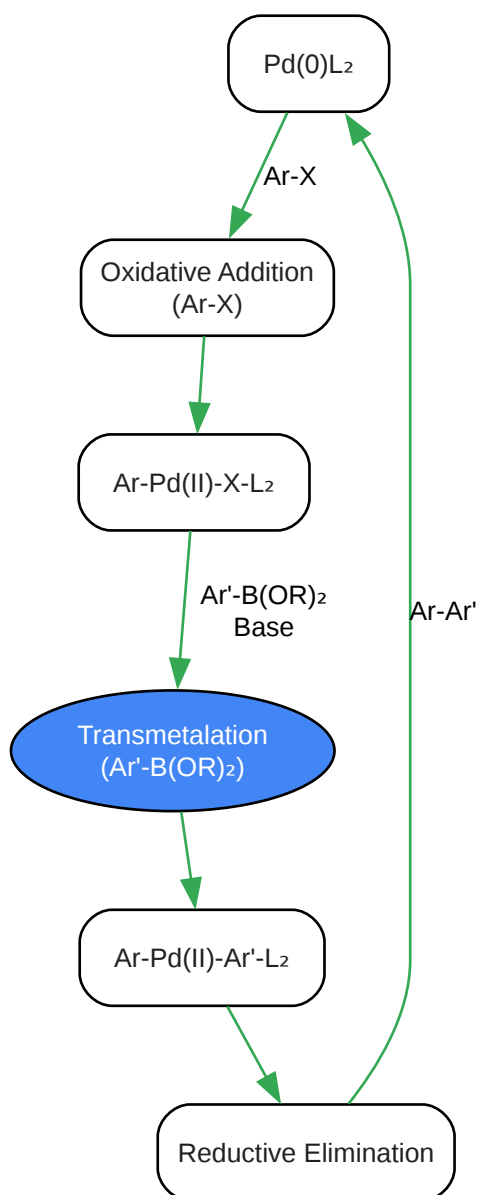 Pd(0)L₂
Ar-X
Oxidative Addition
(Ar-X)
Ar-Pd(II)-X-L₂
Ar'-B(OR)₂
Base
Ar-Ar'
Transmetalation
(Ar'-B(OR)₂)
Ar-Pd(II)-Ar'-L₂
Reductive Elimination